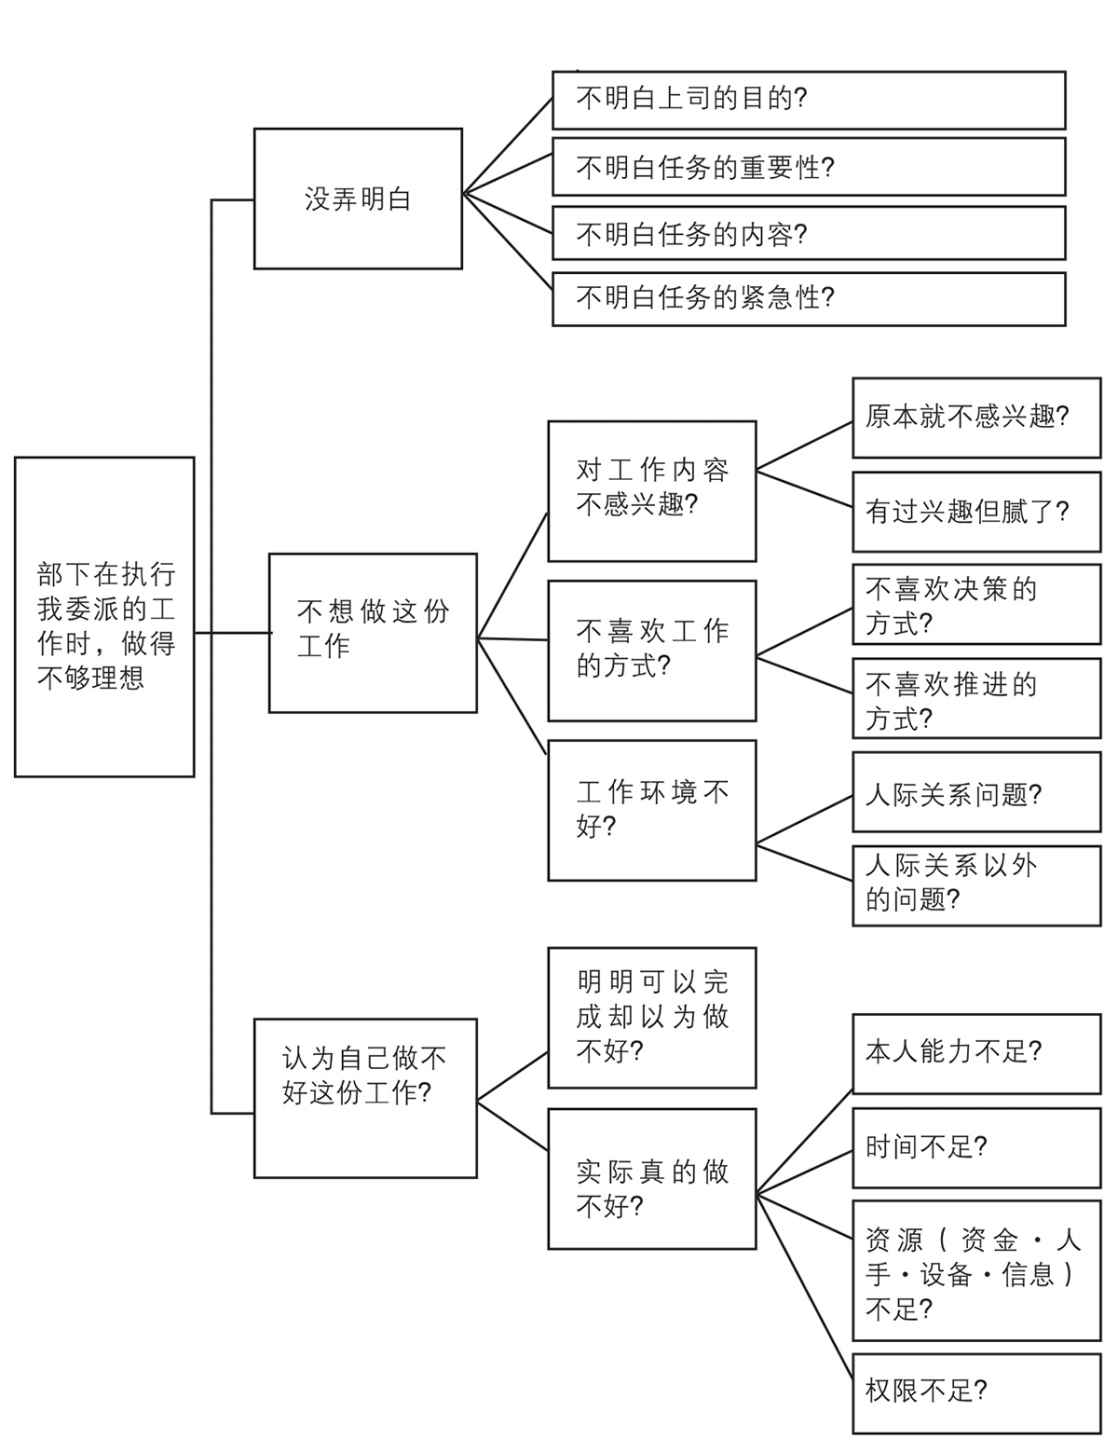 部下在执行
我委派的工
作时，做得
不够理想
没弄明白
不明白上司的目的?
不明白任务的重要性?
不明白任务的内容?
不明白任务的紧急性?
不想做这份
工作
对工作内容
不感兴趣?
原本就不感兴趣?
有过兴趣但腻了?
不喜欢工作
的方式?
不喜欢决策的
方式?
不喜欢推进的
方式?
工作环境不
好?
人际关系问题?
人际关系以外
的问题?
认为自己做不
好这份工作?
明明可以完
成却以为做
不好?
实际真的做
不好?
本人能力不足?
时间不足?
资源（资金·人
手·设备·信息）
不足?
权限不足?